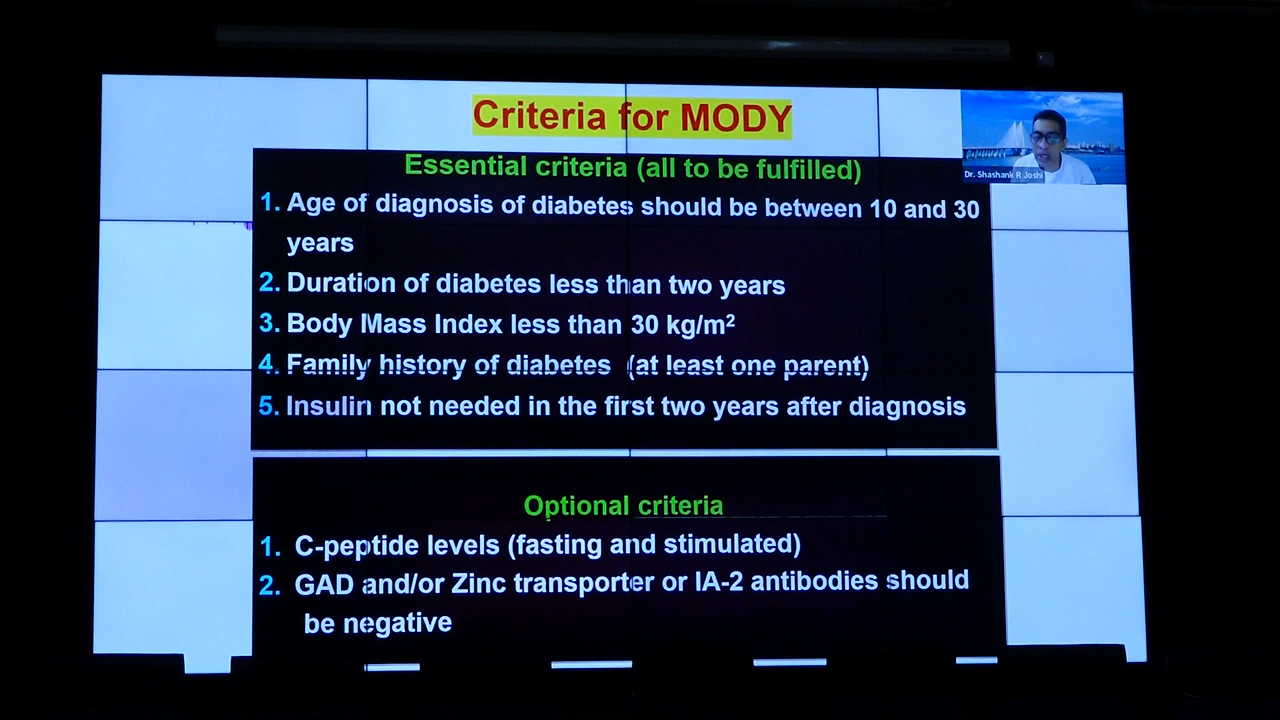 Criteria for MODY
Dr. Shashank R Joshi
Essential criteria (all to be fulfilled)
1. Age of diagnosis of diabetes should be between 10 and 30
years
2. Duration of diabetes less than two years
3. Body Mass Index less than 30 kg/m²
4. Family history of diabetes (at least one parent)
5. Insulin not needed in the first two years after diagnosis
Optional criteria
1. C-peptide levels (fasting and stimulated)
2. GAD and/or Zinc transporter or IA-2 antibodies should
be negative